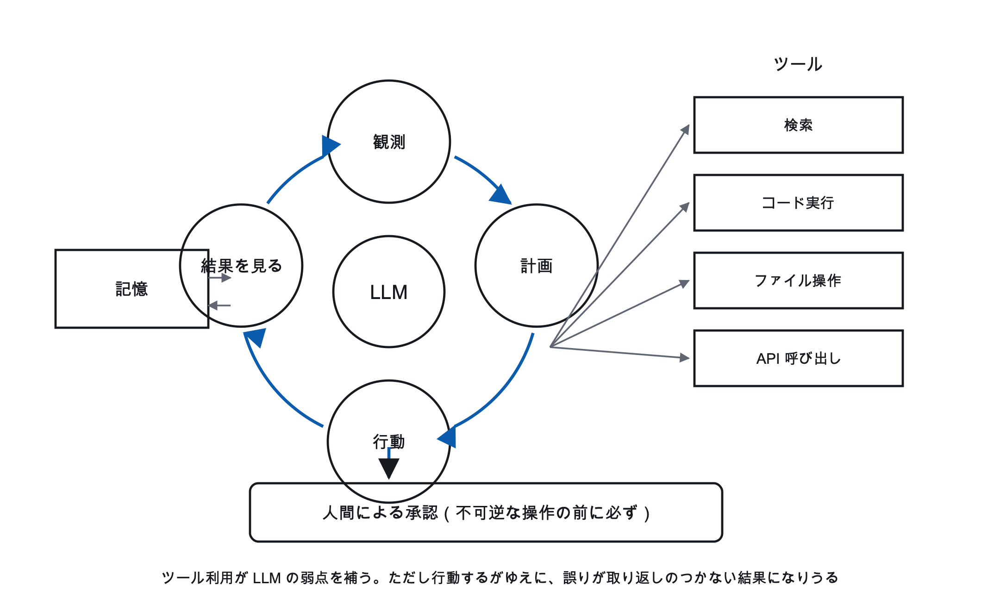 ツール
観測
検索
コード実行
結果を見る
計画
ファイル操作
記憶
LLM
API 呼び出し
行動
人間による承認 ( 不可逆な操作の前に必ず )
ツール利用が LLM の弱点を補う。ただし行動するがゆえに、誤りが取り返しのつかない結果になりうる